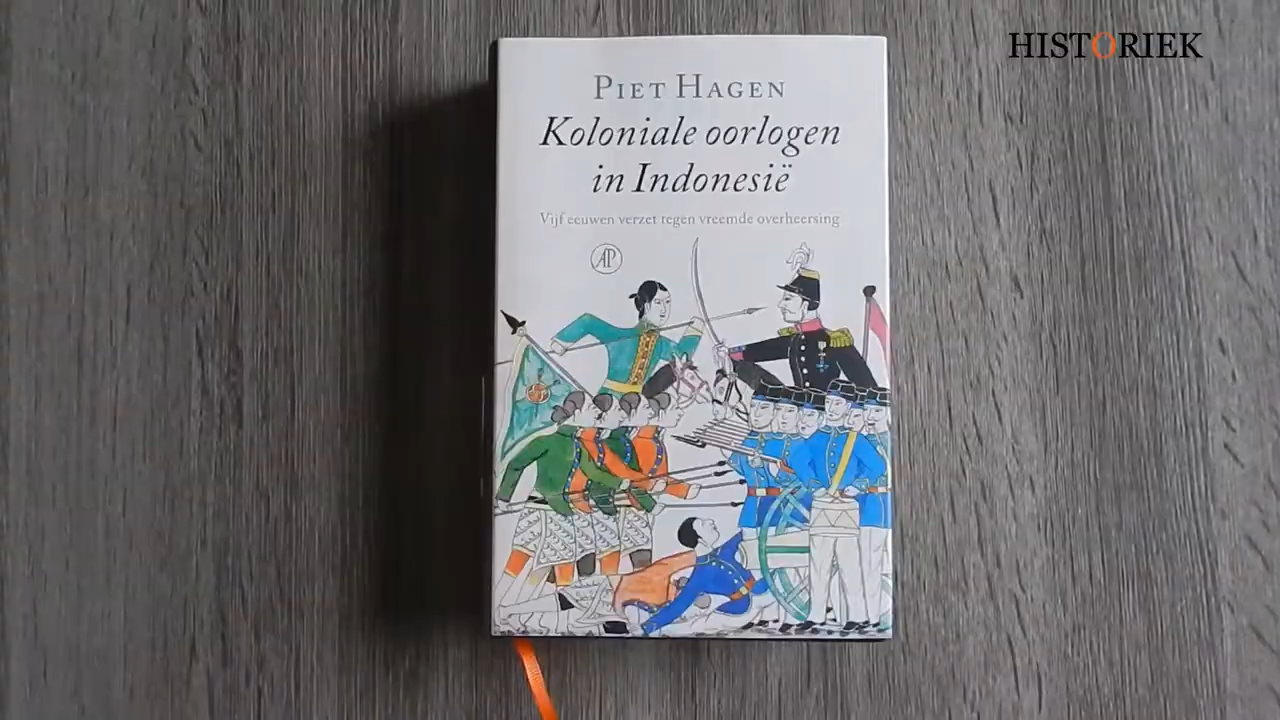 HISTORIEK
PIET HAGEN
Koloniale oorlogen
in Indonesië
Vijf eeuwen verzet tegen vreemde overheersing
AP